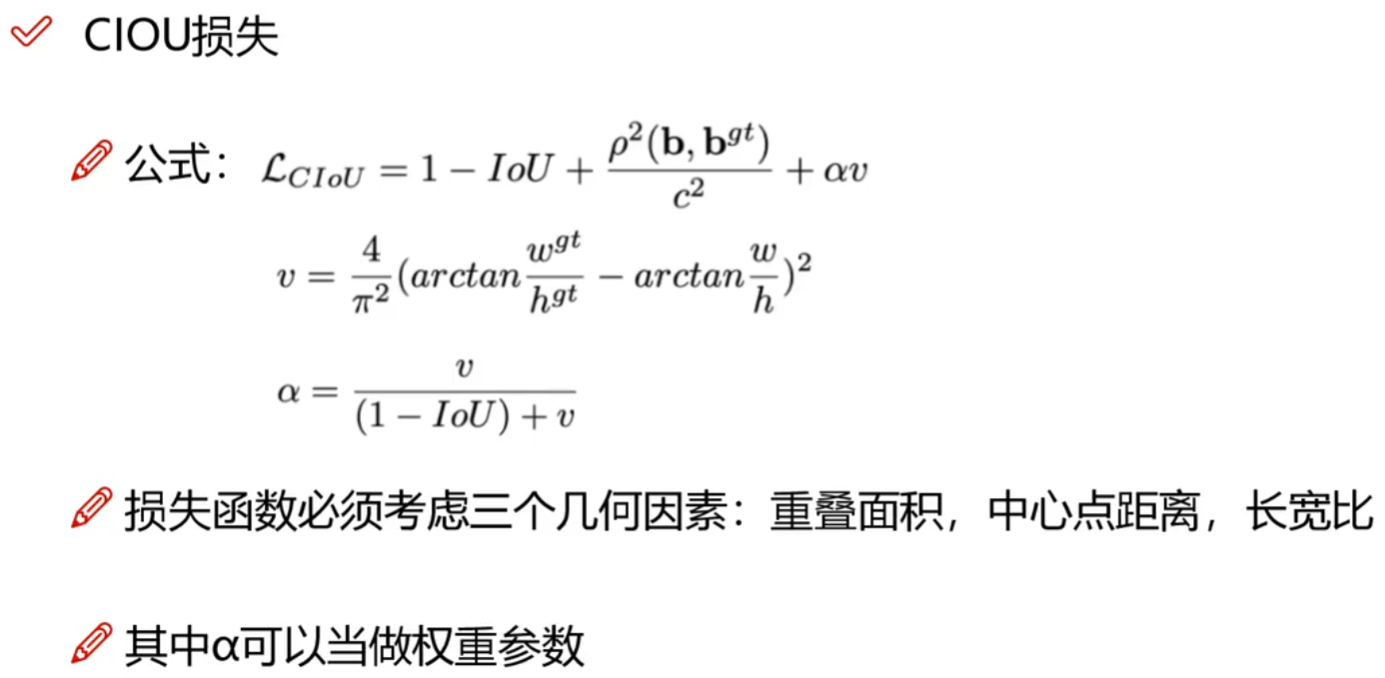 CIOU损失
公式： $\mathcal{L}_{CIoU} = 1 - IoU + \frac{\rho^2(\mathbf{b}, \mathbf{b}^{gt})}{c^2} + \alpha v$
$v = \frac{4}{\pi^2}(arctan\frac{w^{gt}}{h^{gt}} - arctan\frac{w}{h})^2$
$\alpha = \frac{v}{(1 - IoU) + v}$
损失函数必须考虑三个几何因素：重叠面积，中心点距离，长宽比
其中α可以当做权重参数